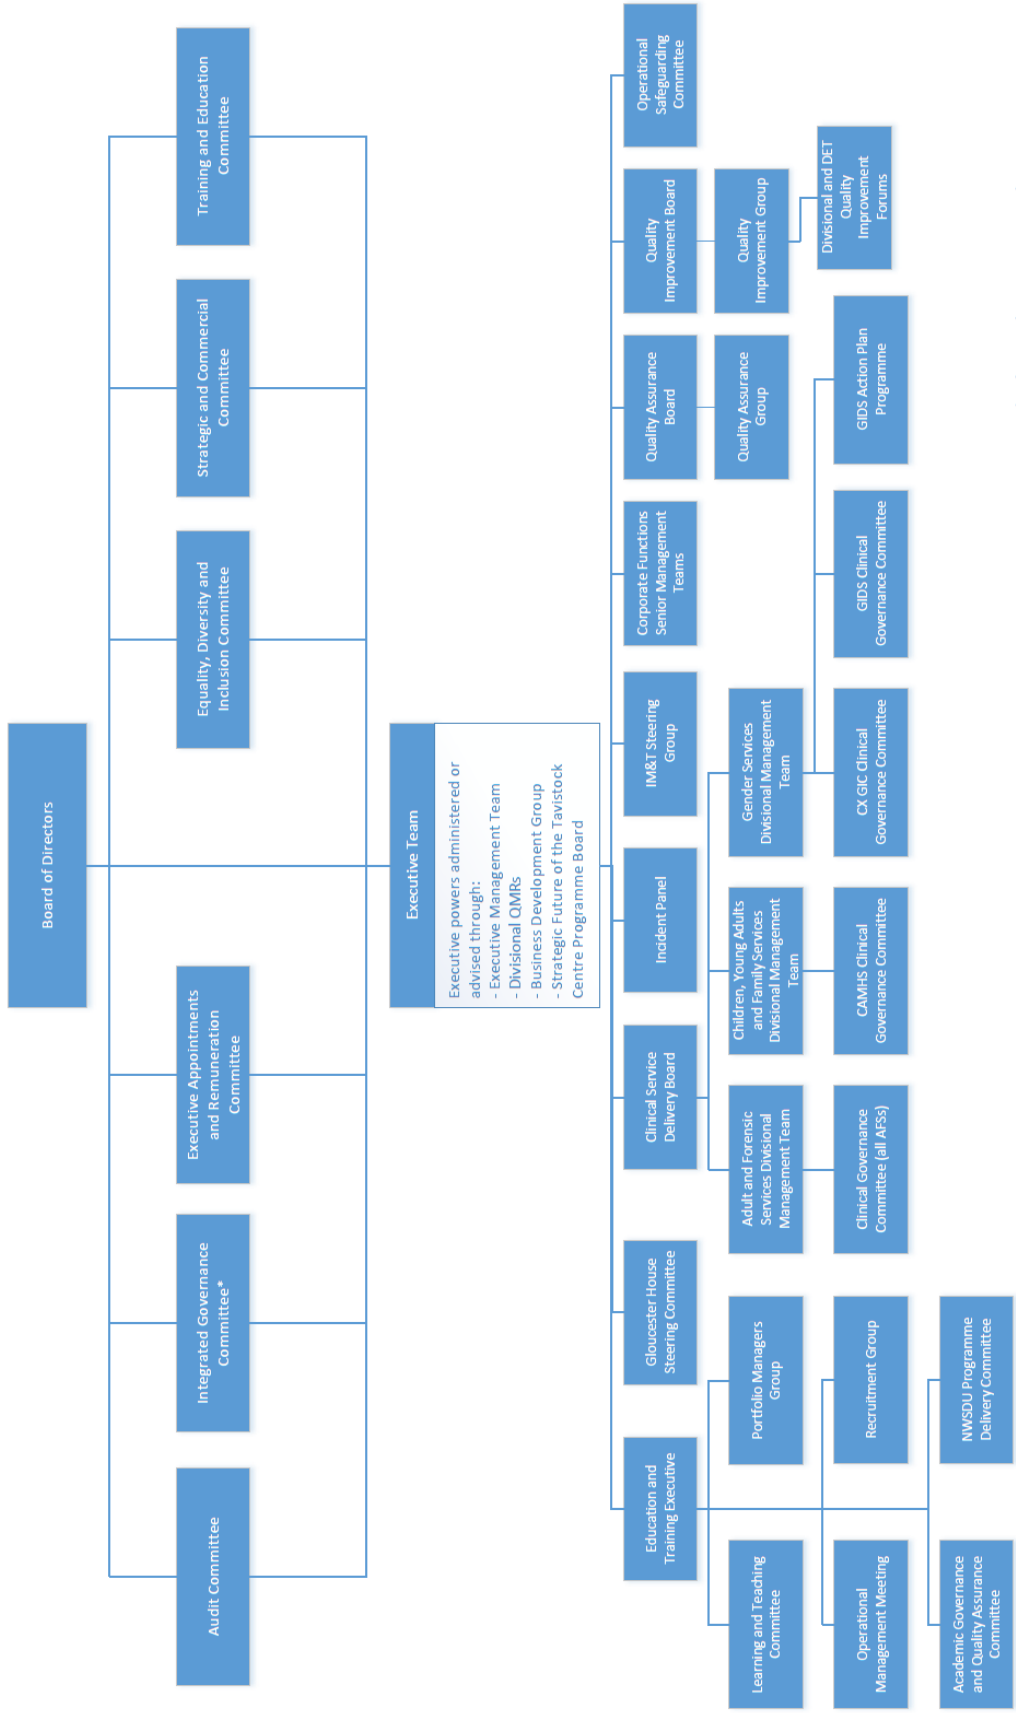 Board of Directors
Audit Committee
Integrated Governance
Committee*
Executive Appointments
and Remuneration
Committee
Equality, Diversity and
Inclusion Committee
Strategic and Commercial
Committee
Training and Education
Committee
Executive Team
Executive powers administered or
advised through:
- Executive Management Team
- Divisional QMRs
- Business Development Group
- Strategic Future of the Tavistock
Centre Programme Board
Education and
Training Executive
Gloucester House
Steering Committee
Clinical Service
Delivery Board
Incident Panel
IM&T Steering
Group
Corporate Functions
Senior Management
Teams
Quality Assurance
Board
Quality
Improvement Board
Operational
Safeguarding
Committee
Learning and Teaching
Committee
Portfolio Managers
Group
Adult and Forensic
Services Divisional
Management Team
Children, Young Adults
and Family Services
Divisional Management
Team
Gender Services
Divisional Management
Team
Quality Assurance
Group
Quality
Improvement Group
Operational
Management Meeting
Recruitment Group
Clinical Governance
Committee (all AFSs)
CAMHS Clinical
Governance Committee
CX GIC Clinical
Governance Committee
GIDS Clinical
Governance Committee
GIDS Action Plan
Programme
Divisional and DET
Quality
Improvement
Forums
Academic Governance
and Quality Assurance
Committee
NWSDU Programme
Delivery Committee